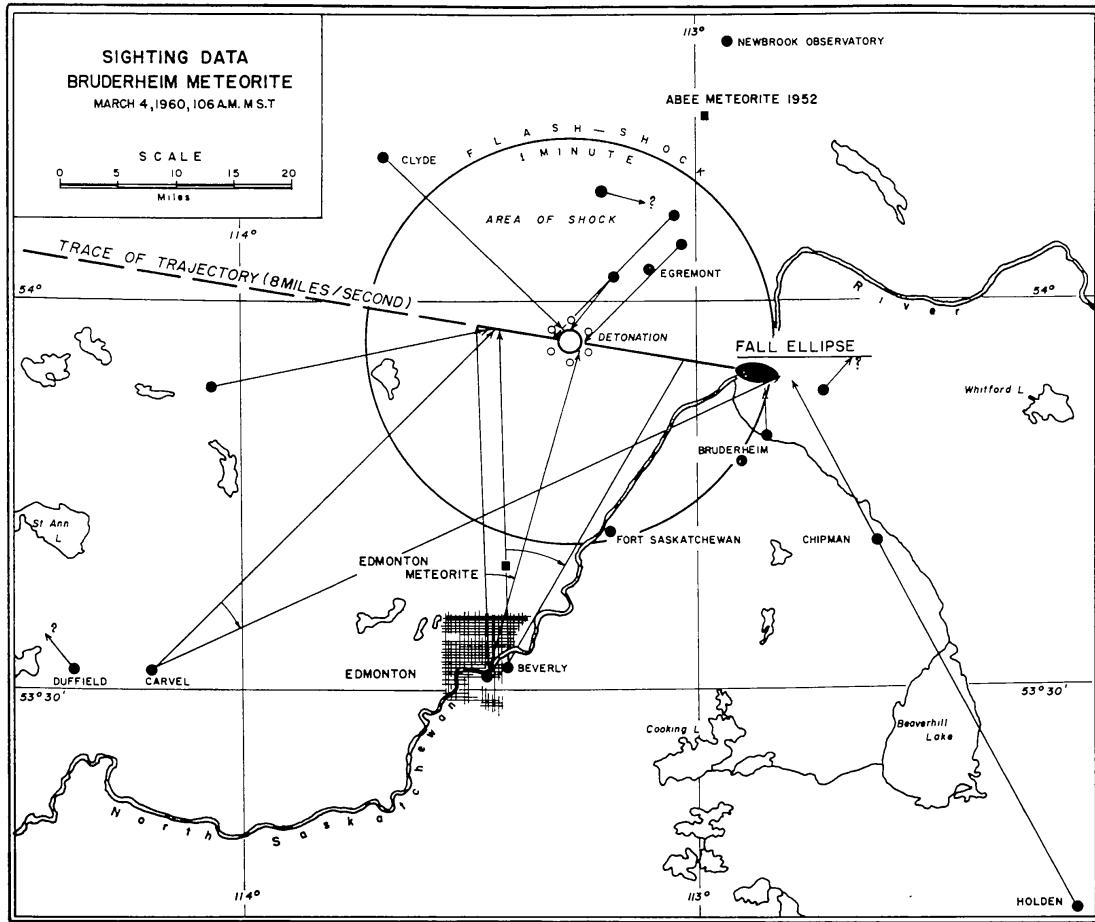 SIGHTING DATA
BRUDERHEIM METEORITE
MARCH 4, 1960, 106 A.M. M.S.T
SCALE
0 5 10 15 20
Miles
113°
NEWBROOK OBSERVATORY
ABEE METEORITE 1952
FLASH-SHOCK
1 MINUTE
CLYDE
?
AREA OF SHOCK
114°
TRACE OF TRAJECTORY (8 MILES/SECOND)
EGREMONT
54°
54°
River
DETONATION
FALL ELLIPSE
?
Whitford L
BRUDERHEIM
St Ann
L
FORT SASKATCHEWAN
CHIPMAN
EDMONTON
METEORITE
?
DUFFIELD
CARVEL
EDMONTON
BEVERLY
53° 30'
53° 30'
Cooking L
Beaverhill
Lake
North Saskatchewan
114°
113°
HOLDEN